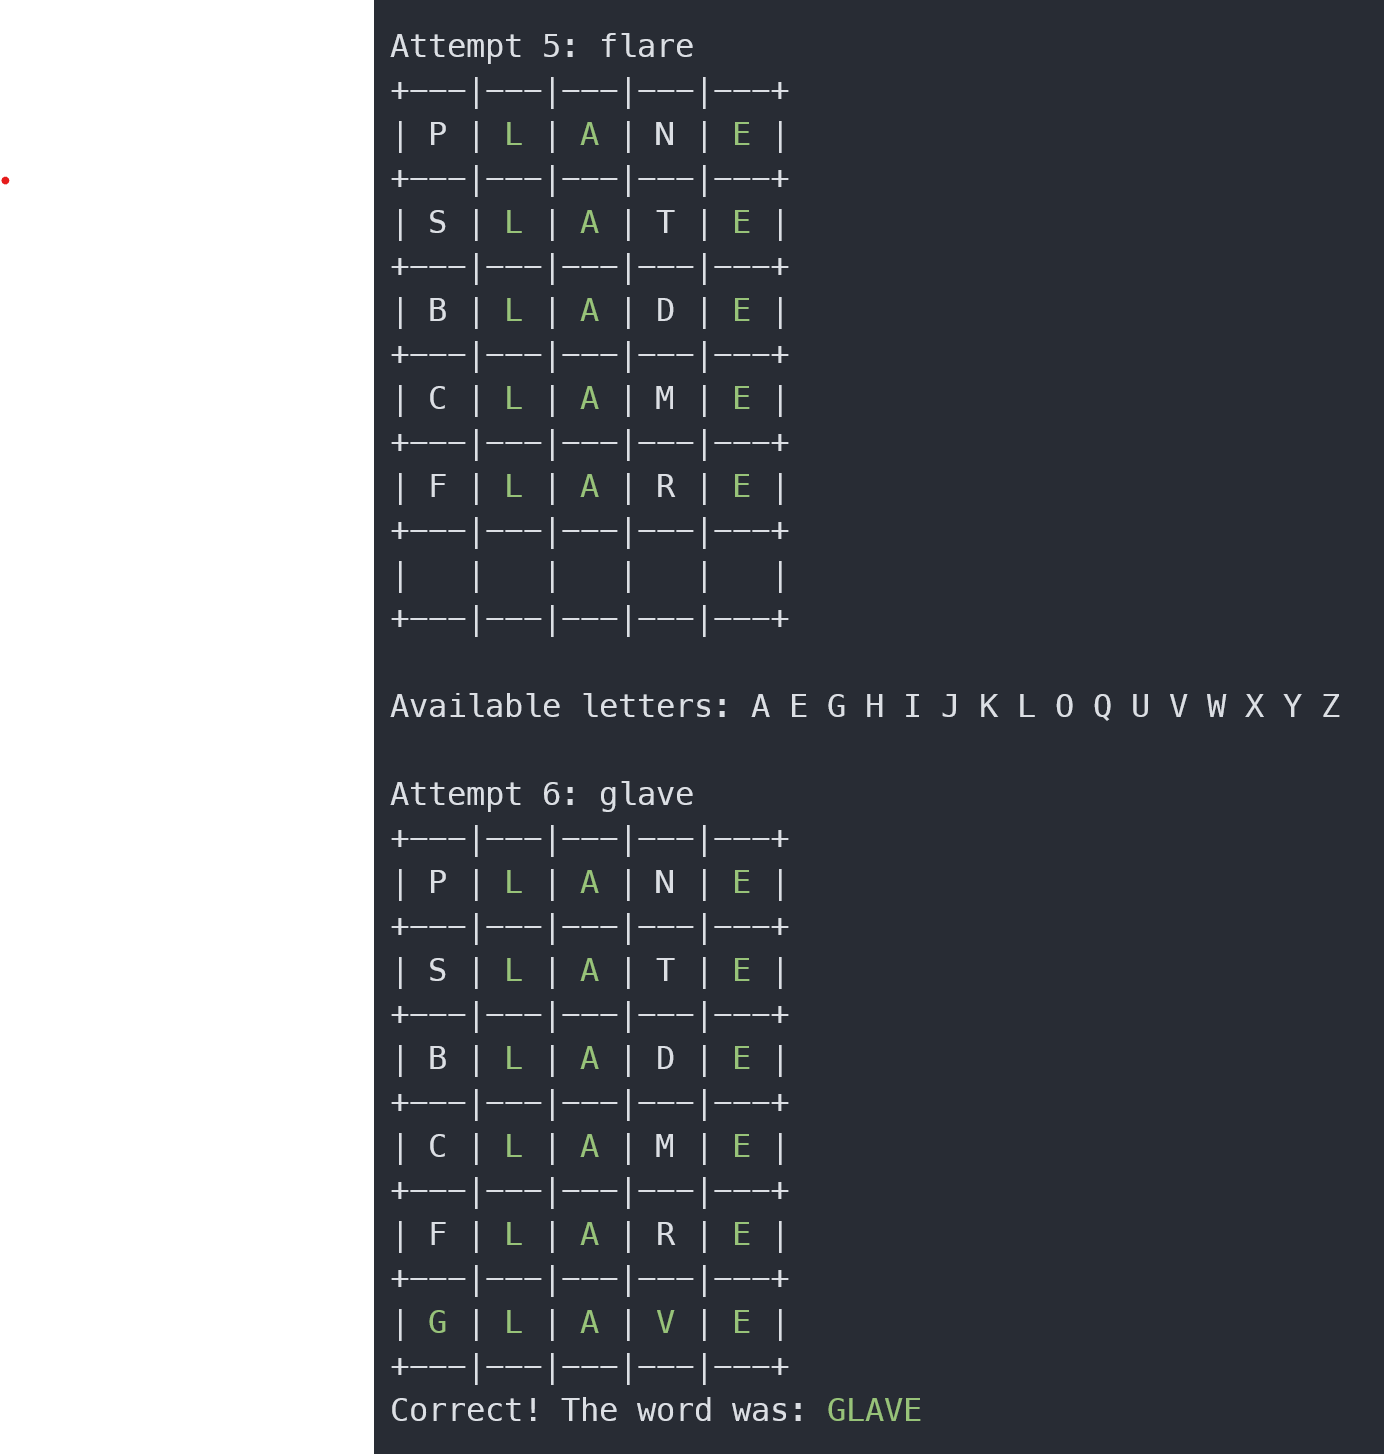 Attempt 5: flare
+———|———|———|———|———+
| P | L | A | N | E |
+———|———|———|———|———+
| S | L | A | T | E |
+———|———|———|———|———+
| B | L | A | D | E |
+———|———|———|———|———+
| C | L | A | M | E |
+———|———|———|———|———+
| F | L | A | R | E |
+———|———|———|———|———+
|   |   |   |   |   |
+———|———|———|———|———+
Available letters: A E G H I J K L O Q U V W X Y Z
Attempt 6: glave
+———|———|———|———|———+
| P | L | A | N | E |
+———|———|———|———|———+
| S | L | A | T | E |
+———|———|———|———|———+
| B | L | A | D | E |
+———|———|———|———|———+
| C | L | A | M | E |
+———|———|———|———|———+
| F | L | A | R | E |
+———|———|———|———|———+
| G | L | A | V | E |
+———|———|———|———|———+
Correct! The word was: GLAVE